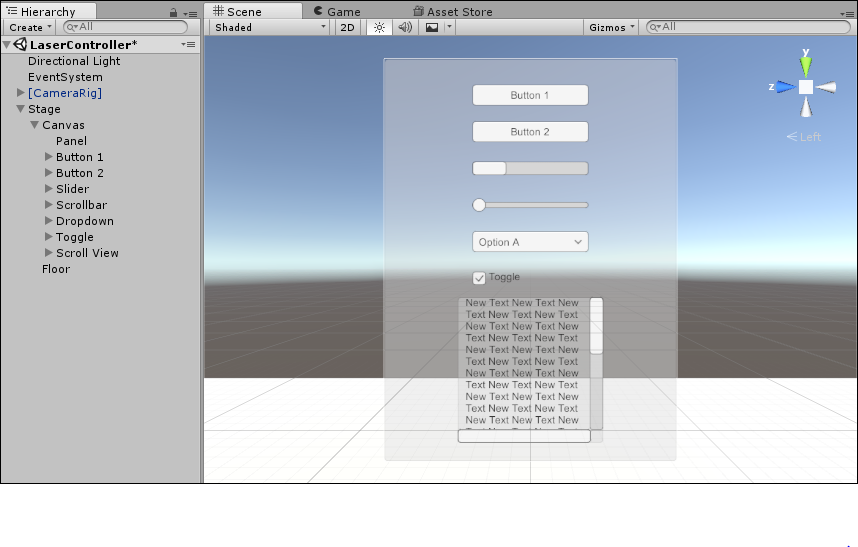 Hierarchy
Create
All
LaserController*
Directional Light
EventSystem
[CameraRig]
Stage
Canvas
Panel
Button 1
Button 2
Slider
Scrollbar
Dropdown
Toggle
Scroll View
Floor
Scene
Game
Asset Store
Shaded
2D
Gizmos
All
y
z
Left
Button 1
Button 2
Option A
Toggle
New Text New Text New
Text New Text New Text
New Text New Text New
Text New Text New Text
New Text New Text New
Text New Text New Text
New Text New Text New
Text New Text New Text
New Text New Text New
Text New Text New Text
New Text New Text New